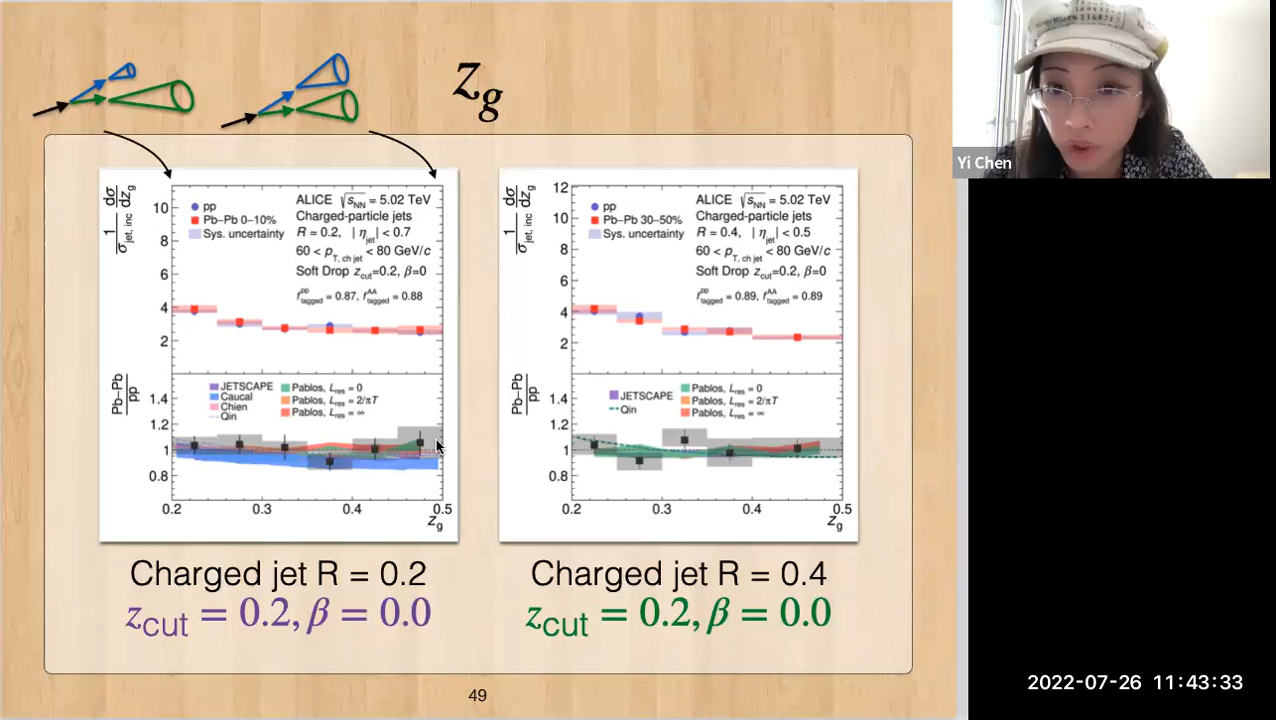 z_g
Yi Chen
1/σ_jet, inc dσ/dz_g
10
8
6
4
2
pp
Pb–Pb 0–10%
Sys. uncertainty
ALICE √s_NN = 5.02 TeV
Charged-particle jets
R = 0.2, |η_jet| < 0.7
60 < p_T, ch jet < 80 GeV/c
Soft Drop z_cut=0.2, β=0
f^pp_tagged = 0.87, f^AA_tagged = 0.88
Pb–Pb/pp
1.4
1.2
1
0.8
JETSCAPE
Caucal
Chien
Qin
Pablos, L_res = 0
Pablos, L_res = 2/πT
Pablos, L_res = ∞
0.2 0.3 0.4 0.5
z_g
1/σ_jet, inc dσ/dz_g
12
10
8
6
4
2
pp
Pb–Pb 30–50%
Sys. uncertainty
ALICE √s_NN = 5.02 TeV
Charged-particle jets
R = 0.4, |η_jet| < 0.5
60 < p_T, ch jet < 80 GeV/c
Soft Drop z_cut=0.2, β=0
f^pp_tagged = 0.89, f^AA_tagged = 0.89
Pb–Pb/pp
1.4
1.2
1
0.8
JETSCAPE
Qin
Pablos, L_res = 0
Pablos, L_res = 2/πT
Pablos, L_res = ∞
0.2 0.3 0.4 0.5
z_g
Charged jet R = 0.2
z_cut = 0.2, β = 0.0
Charged jet R = 0.4
z_cut = 0.2, β = 0.0
49
2022-07-26 11:43:33